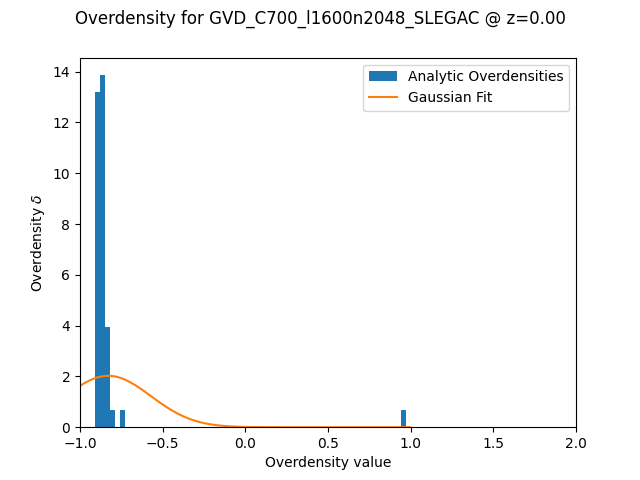 Overdensity for GVD_C700_l1600n2048_SLEGAC @ z=0.00
Analytic Overdensities
Gaussian Fit
Overdensity δ
14
12
10
8
6
4
2
0
−1.0 −0.5 0.0 0.5 1.0 1.5 2.0
Overdensity value